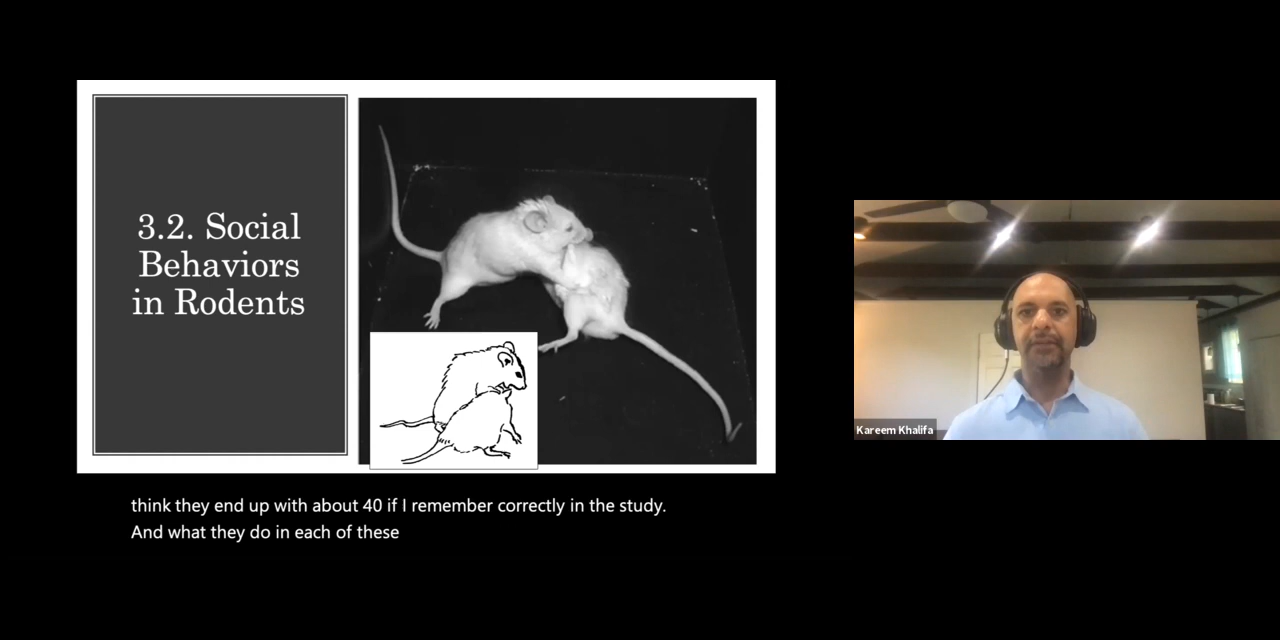 3.2. Social
Behaviors
in Rodents
think they end up with about 40 if I remember correctly in the study.
And what they do in each of these
Kareem Khalifa